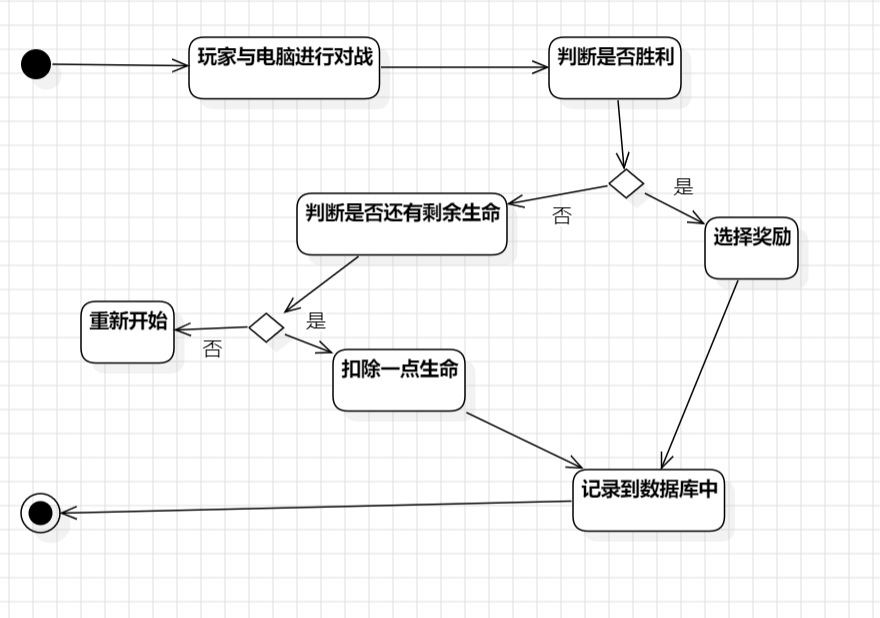 玩家与电脑进行对战
判断是否胜利
是
否
判断是否还有剩余生命
选择奖励
重新开始
是
否
扣除一点生命
记录到数据库中